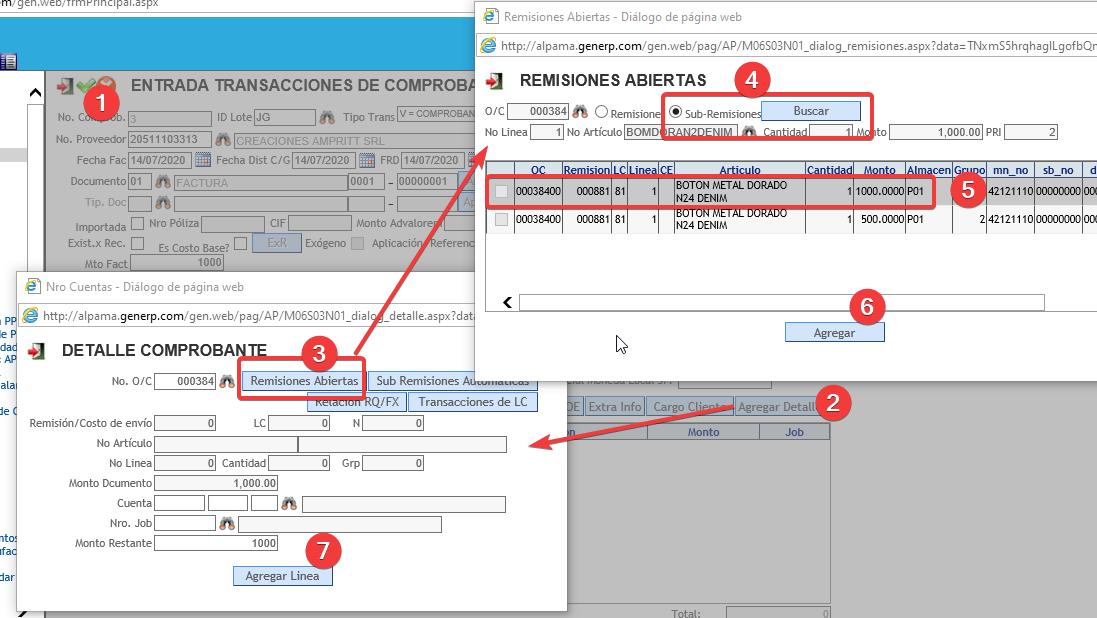 om/gen.web/frmPrincipal.aspx
ENTRADA TRANSACCIONES DE COMPROBA
1
No. Comprob. 3 ID Lote JG Tipo Trans V = COMPROBAN
No. Proveedor 20511103313 CREACIONES AMPRITT SRL
Fecha Fac 14/07/2020 Fecha Dist C/G 14/07/2020 FRD 14/07/2020
Documento 01 FACTURA 0001 - 00000001
Tip. Doc -
Importada Nro Póliza CIF Monto Advalorem
Exist.x Rec. Es Costo Base? ExR Exógeno Aplicación Referenc
Mto Fact 1000
Remisiones Abiertas - Diálogo de página web
http://alpama.generp.com/gen.web/pag/AP/M06S03N01_dialog_remisiones.aspx?data=TNxmS5hrqhaglLgofbQr
REMISIONES ABIERTAS
4
O/C 000384 Remisiones Sub-Remisiones Buscar
No Linea 1 No Artículo BOMDORAN2DENIM Cantidad 1 Monto 1,000.00 PRI 2
OC Remision LC Linea CE Articulo Cantidad Monto Almacen Grupo mn_no sb_no d
00038400 000881 81 1 BOTON METAL DORADO N24 DENIM 1 1000.0000 P01 42121110 00000000 000
5
00038400 000881 81 1 BOTON METAL DORADO N24 DENIM 1 500.0000 P01 2 42121110 00000000 000
6
Agregar
Nro Cuentas - Diálogo de página web
http://alpama.generp.com/gen.web/pag/AP/M06S03N01_dialog_detalle.aspx?data
DETALLE COMPROBANTE
3
No. O/C 000384 Remisiones Abiertas Sub Remisiones Automaticas
Relación RQ/FX Transacciones de LC
Remisión/Costo de envío 0 LC 0 N 0
No Artículo
No Linea 0 Cantidad 0 Grp 0
Monto Dcumento 1,000.00
Cuenta
Nro. Job
Monto Restante 1000
7
Agregar Linea
DE Extra Info Cargo Cliente Agregar Detall
2
Monto Job
Total: 0